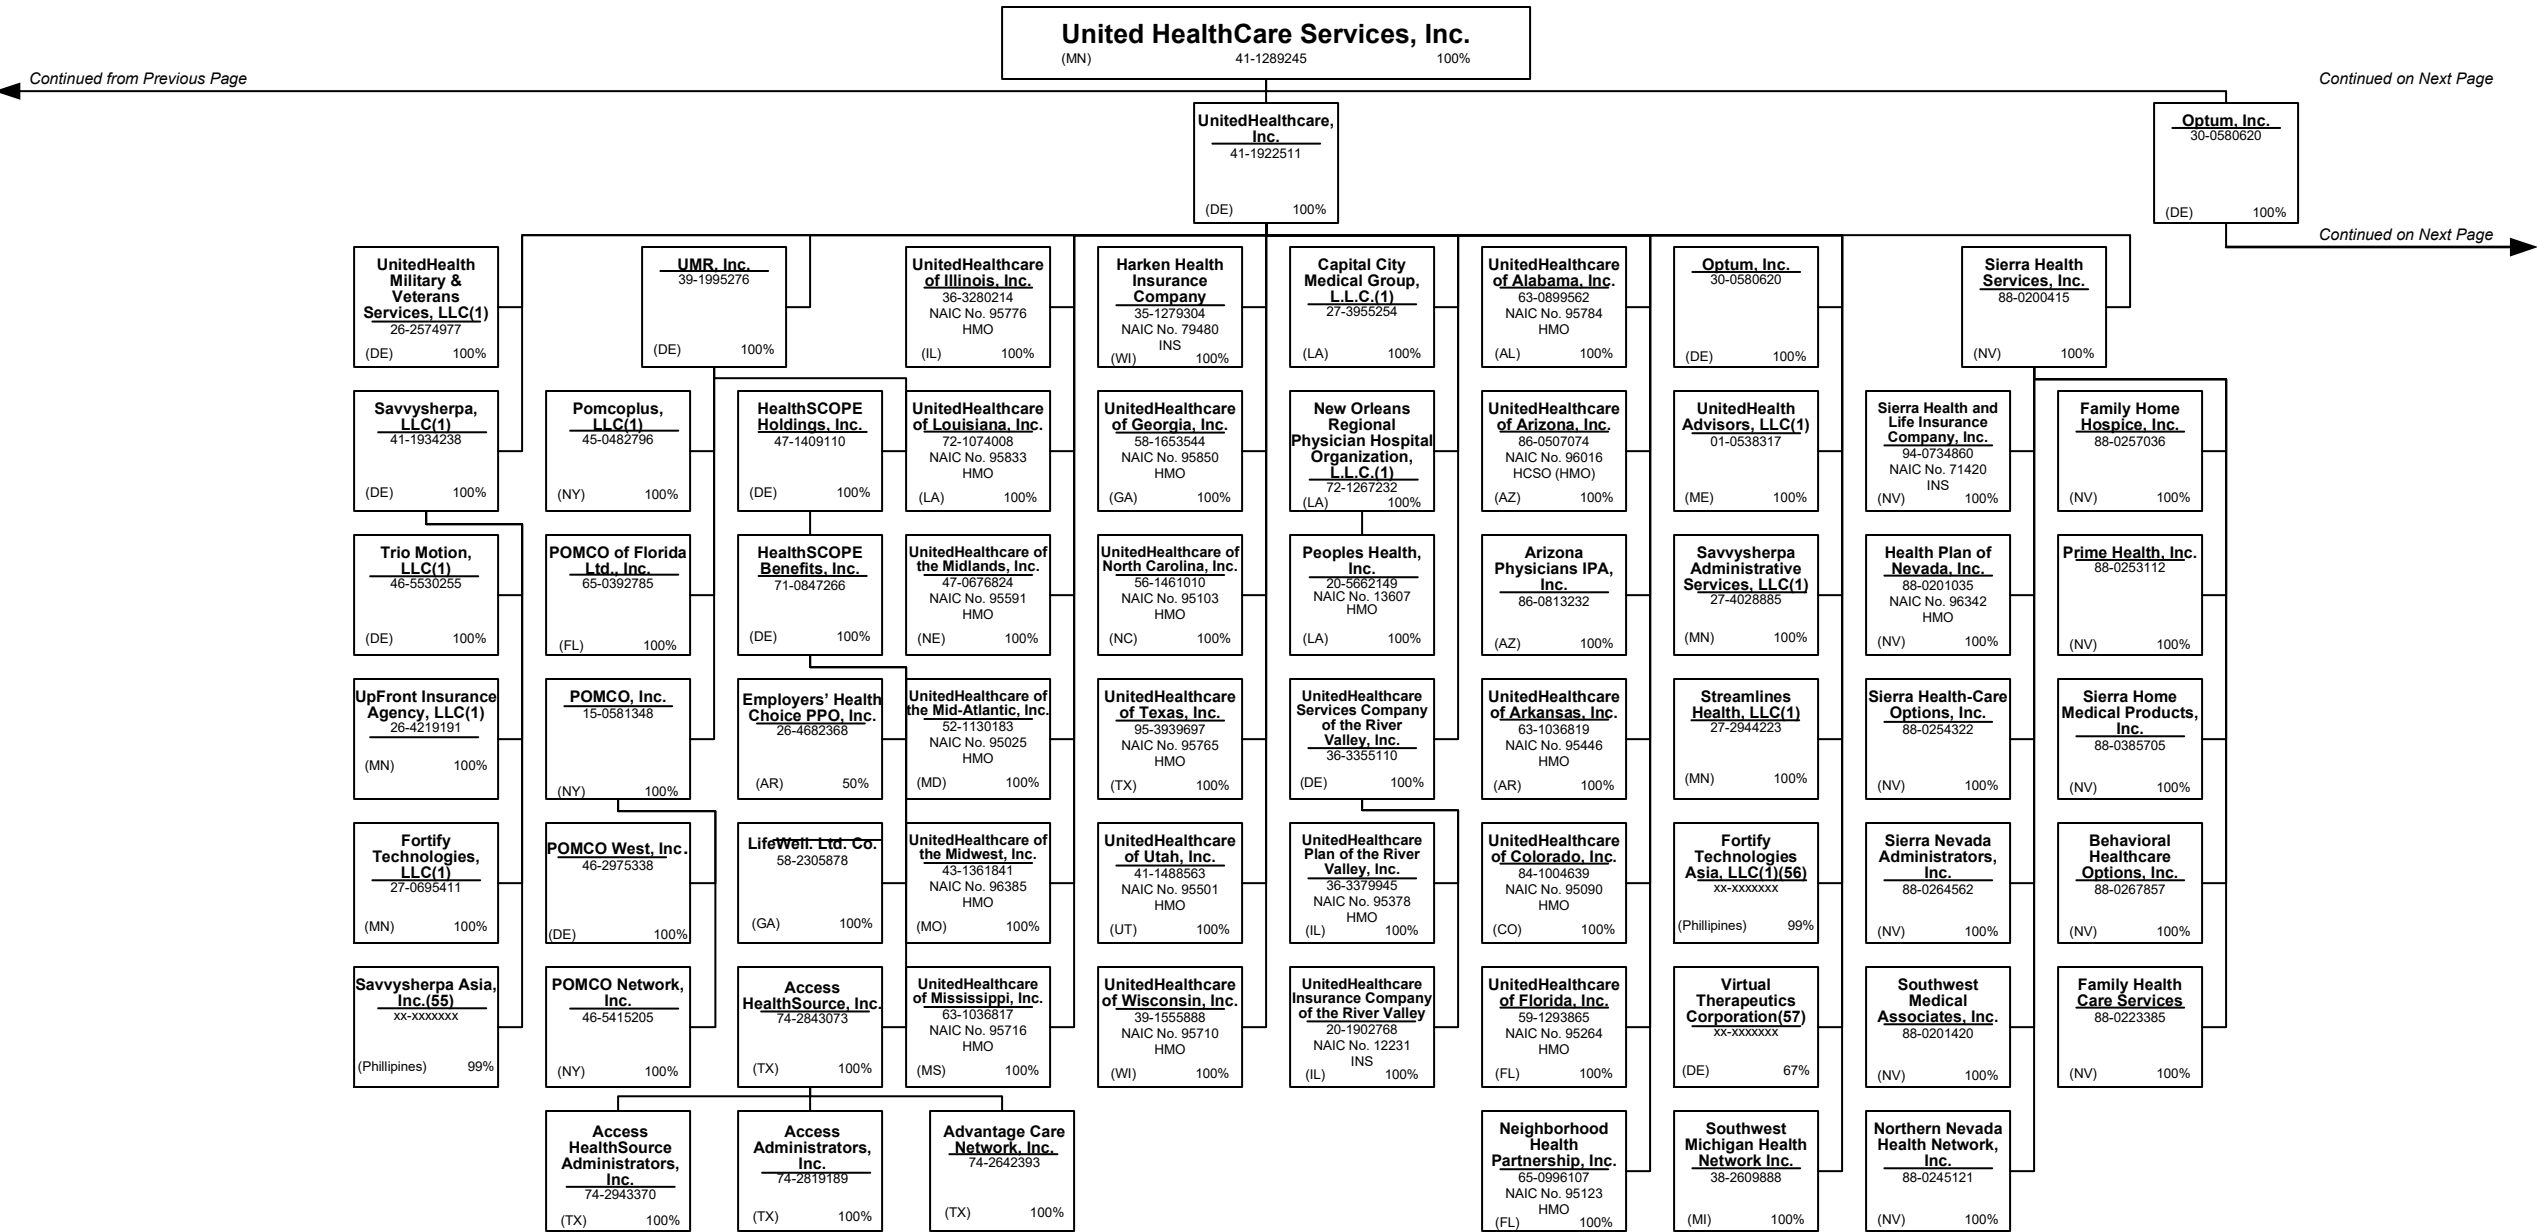 United HealthCare Services, Inc.
(MN) 41-1289245 100%
Continued from Previous Page
Continued on Next Page
UnitedHealthcare,
Inc.
41-1922511
(DE) 100%
Optum, Inc.
30-0580620
(DE) 100%
Continued on Next Page
UnitedHealth
Military &
Veterans
Services, LLC(1)
26-2574977
(DE) 100%
UMR, Inc.
39-1995276
(DE) 100%
UnitedHealthcare
of Illinois, Inc.
36-3280214
NAIC No. 95776
HMO
(IL) 100%
Harken Health
Insurance
Company
35-1279304
NAIC No. 79480
INS
(WI) 100%
Capital City
Medical Group,
L.L.C.(1)
27-3955254
(LA) 100%
UnitedHealthcare
of Alabama, Inc.
63-0899562
NAIC No. 95784
HMO
(AL) 100%
Optum, Inc.
30-0580620
(DE) 100%
Sierra Health
Services, Inc.
88-0200415
(NV) 100%
Savvysherpa,
LLC(1)
41-1934238
(DE) 100%
Pomcoplus,
LLC(1)
45-0482796
(NY) 100%
HealthSCOPE
Holdings, Inc.
47-1409110
(DE) 100%
UnitedHealthcare
of Louisiana, Inc.
72-1074008
NAIC No. 95833
HMO
(LA) 100%
UnitedHealthcare
of Georgia, Inc.
58-1653544
NAIC No. 95850
HMO
(GA) 100%
New Orleans
Regional
Physician Hospital
Organization,
L.L.C.(1)
72-1267232
(LA) 100%
UnitedHealthcare
of Arizona, Inc.
86-0507074
NAIC No. 96016
HCSO (HMO)
(AZ) 100%
UnitedHealth
Advisors, LLC(1)
01-0538317
(ME) 100%
Sierra Health and
Life Insurance
Company, Inc.
94-0734860
NAIC No. 71420
INS
(NV) 100%
Family Home
Hospice, Inc.
88-0257036
(NV) 100%
Trio Motion,
LLC(1)
46-5530255
(DE) 100%
POMCO of Florida
Ltd., Inc.
65-0392785
(FL) 100%
HealthSCOPE
Benefits, Inc.
71-0847266
(DE) 100%
UnitedHealthcare of
the Midlands, Inc.
47-0676824
NAIC No. 95591
HMO
(NE) 100%
UnitedHealthcare of
North Carolina, Inc.
56-1461010
NAIC No. 95103
HMO
(NC) 100%
Peoples Health,
Inc.
20-5662149
NAIC No. 13607
HMO
(LA) 100%
Arizona
Physicians IPA,
Inc.
86-0813232
(AZ) 100%
Savvysherpa
Administrative
Services, LLC(1)
27-4028885
(MN) 100%
Health Plan of
Nevada, Inc.
88-0201035
NAIC No. 96342
HMO
(NV) 100%
Prime Health, Inc.
88-0253112
(NV) 100%
UpFront Insurance
Agency, LLC(1)
26-4219191
(MN) 100%
POMCO, Inc.
15-0581348
(NY) 100%
Employers' Health
Choice PPO, Inc.
26-4682368
(AR) 50%
UnitedHealthcare of
the Mid-Atlantic, Inc.
52-1130183
NAIC No. 95025
HMO
(MD) 100%
UnitedHealthcare
of Texas, Inc.
95-3939697
NAIC No. 95765
HMO
(TX) 100%
UnitedHealthcare
Services Company
of the River
Valley, Inc.
36-3355110
(DE) 100%
UnitedHealthcare
of Arkansas, Inc.
63-1036819
NAIC No. 95446
HMO
(AR) 100%
Streamlines
Health, LLC(1)
27-2944223
(MN) 100%
Sierra Health-Care
Options, Inc.
88-0254322
(NV) 100%
Sierra Home
Medical Products,
Inc.
88-0385705
(NV) 100%
Fortify
Technologies,
LLC(1)
27-0695411
(MN) 100%
POMCO West, Inc.
46-2975338
(DE) 100%
LifeWell. Ltd. Co.
58-2305878
(GA) 100%
UnitedHealthcare of
the Midwest, Inc.
43-1361841
NAIC No. 96385
HMO
(MO) 100%
UnitedHealthcare
of Utah, Inc.
41-1488563
NAIC No. 95501
HMO
(UT) 100%
UnitedHealthcare
Plan of the River
Valley, Inc.
36-3379945
NAIC No. 95378
HMO
(IL) 100%
UnitedHealthcare
of Colorado, Inc.
84-1004639
NAIC No. 95090
HMO
(CO) 100%
Fortify
Technologies
Asia, LLC(1)(56)
xx-xxxxxxx
(Phillipines) 99%
Sierra Nevada
Administrators,
Inc.
88-0264562
(NV) 100%
Behavioral
Healthcare
Options, Inc.
88-0267857
(NV) 100%
Savvysherpa Asia,
Inc.(55)
xx-xxxxxxx
(Phillipines) 99%
POMCO Network,
Inc.
46-5415205
(NY) 100%
Access
HealthSource, Inc.
74-2843073
(TX) 100%
UnitedHealthcare
of Mississippi, Inc.
63-1036817
NAIC No. 95716
HMO
(MS) 100%
UnitedHealthcare
of Wisconsin, Inc.
39-1555888
NAIC No. 95710
HMO
(WI) 100%
UnitedHealthcare
Insurance Company
of the River Valley
20-1902768
NAIC No. 12231
INS
(IL) 100%
UnitedHealthcare
of Florida, Inc.
59-1293865
NAIC No. 95264
HMO
(FL) 100%
Virtual
Therapeutics
Corporation(57)
xx-xxxxxxx
(DE) 67%
Southwest
Medical
Associates, Inc.
88-0201420
(NV) 100%
Family Health
Care Services
88-0223385
(NV) 100%
Access
HealthSource
Administrators,
Inc.
74-2943370
(TX) 100%
Access
Administrators,
Inc.
74-2819189
(TX) 100%
Advantage Care
Network, Inc.
74-2642393
(TX) 100%
Neighborhood
Health
Partnership, Inc.
65-0996107
NAIC No. 95123
HMO
(FL) 100%
Southwest
Michigan Health
Network Inc.
38-2609888
(MI) 100%
Northern Nevada
Health Network,
Inc.
88-0245121
(NV) 100%